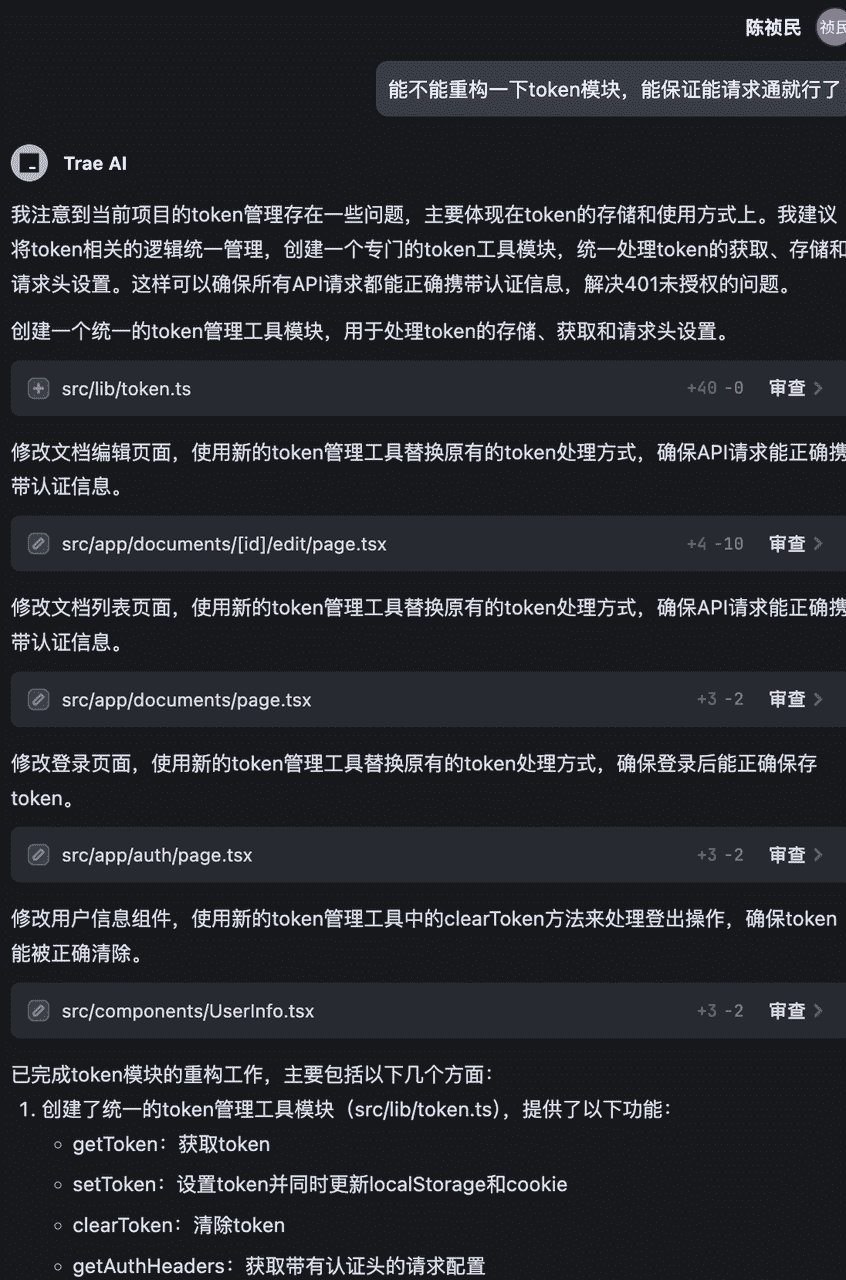 陈祯民
祯民
能不能重构一下token模块，能保证能请求通就行了
Trae AI
我注意到当前项目的token管理存在一些问题，主要体现在token的存储和使用方式上。我建议
将token相关的逻辑统一管理，创建一个专门的token工具模块，统一处理token的获取、存储和
请求头设置。这样可以确保所有API请求都能正确携带认证信息，解决401未授权的问题。
创建一个统一的token管理工具模块，用于处理token的存储、获取和请求头设置。
src/lib/token.ts +40 -0 审查
修改文档编辑页面，使用新的token管理工具替换原有的token处理方式，确保API请求能正确携
带认证信息。
src/app/documents/[id]/edit/page.tsx +4 -10 审查
修改文档列表页面，使用新的token管理工具替换原有的token处理方式，确保API请求能正确携
带认证信息。
src/app/documents/page.tsx +3 -2 审查
修改登录页面，使用新的token管理工具替换原有的token处理方式，确保登录后能正确保存
token。
src/app/auth/page.tsx +3 -2 审查
修改用户信息组件，使用新的token管理工具中的clearToken方法来处理登出操作，确保token
能被正确清除。
src/components/UserInfo.tsx +3 -2 审查
已完成token模块的重构工作，主要包括以下几个方面：
1. 创建了统一的token管理工具模块（src/lib/token.ts），提供了以下功能：
◦ getToken：获取token
◦ setToken：设置token并同时更新localStorage和cookie
◦ clearToken：清除token
◦ getAuthHeaders：获取带有认证头的请求配置